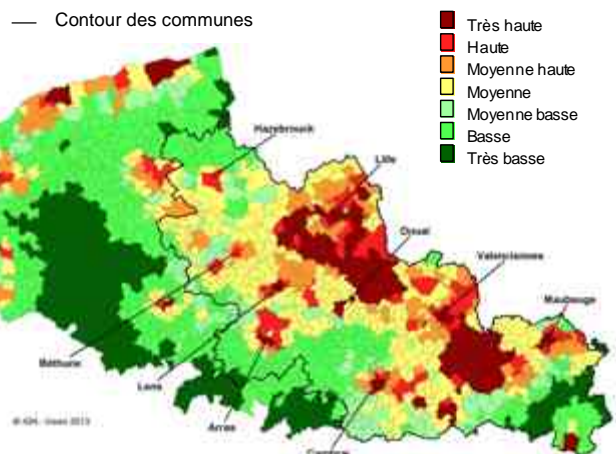 — Contour des communes
Très haute
Haute
Moyenne haute
Moyenne
Moyenne basse
Basse
Très basse
Hazebrouck
Lille
Douai
Valenciennes
Maubeuge
Béthune
Lens
Arras
Cambrai